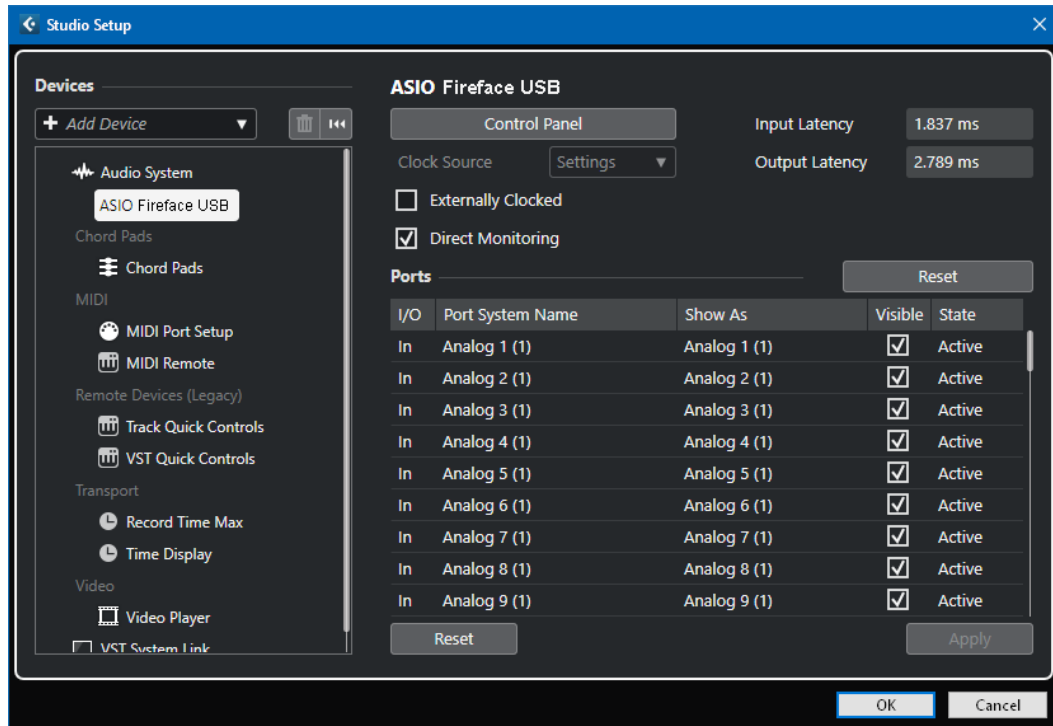 Studio Setup
Devices
Add Device
Audio System
ASIO Fireface USB
Chord Pads
Chord Pads
MIDI
MIDI Port Setup
MIDI Remote
Remote Devices (Legacy)
Track Quick Controls
VST Quick Controls
Transport
Record Time Max
Time Display
Video
Video Player
VST System Link
ASIO Fireface USB
Control Panel
Input Latency 1.837 ms
Clock Source Settings
Output Latency 2.789 ms
Externally Clocked
Direct Monitoring
Ports
Reset
I/O Port System Name Show As Visible State
In Analog 1 (1) Analog 1 (1) Active
In Analog 2 (1) Analog 2 (1) Active
In Analog 3 (1) Analog 3 (1) Active
In Analog 4 (1) Analog 4 (1) Active
In Analog 5 (1) Analog 5 (1) Active
In Analog 6 (1) Analog 6 (1) Active
In Analog 7 (1) Analog 7 (1) Active
In Analog 8 (1) Analog 8 (1) Active
In Analog 9 (1) Analog 9 (1) Active
Reset Apply
OK Cancel